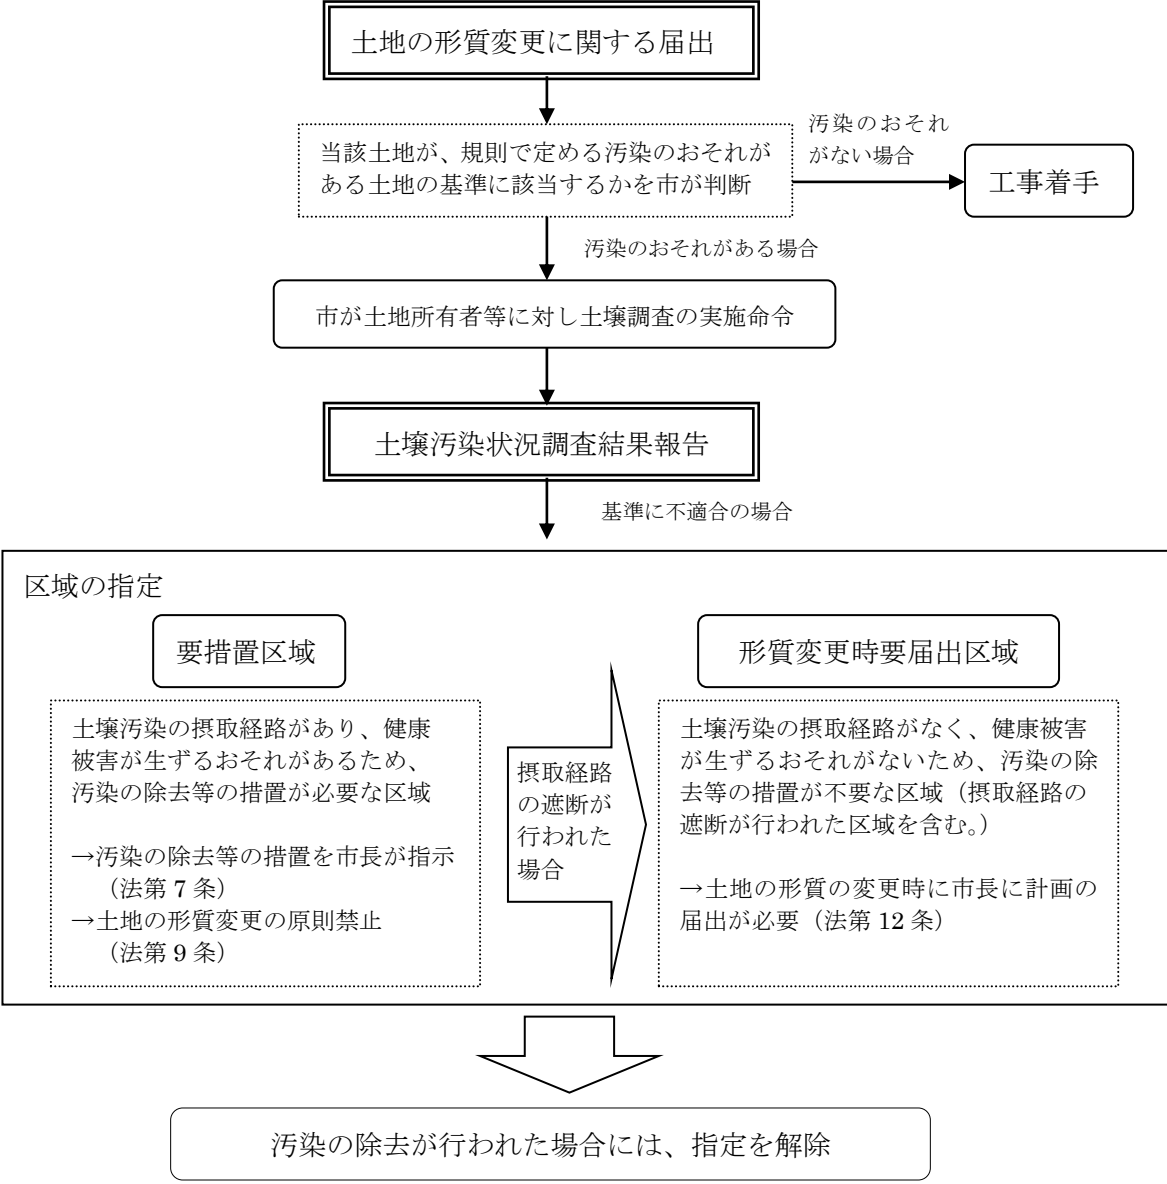 土地の形質変更に関する届出
当該土地が、規則で定める汚染のおそれが
ある土地の基準に該当するかを市が判断
汚染のおそれ
がない場合
工事着手
汚染のおそれがある場合
市が土地所有者等に対し土壌調査の実施命令
土壌汚染状況調査結果報告
基準に不適合の場合
区域の指定
要措置区域
土壌汚染の摂取経路があり、健康
被害が生ずるおそれがあるため、
汚染の除去等の措置が必要な区域
→汚染の除去等の措置を市長が指示
（法第 7 条）
→土地の形質変更の原則禁止
（法第 9 条）
摂取経路
の遮断が
行われた
場合
形質変更時要届出区域
土壌汚染の摂取経路がなく、健康被害
が生ずるおそれがないため、汚染の除
去等の措置が不要な区域（摂取経路の
遮断が行われた区域を含む。）
→土地の形質の変更時に市長に計画の
届出が必要（法第 12 条）
汚染の除去が行われた場合には、指定を解除